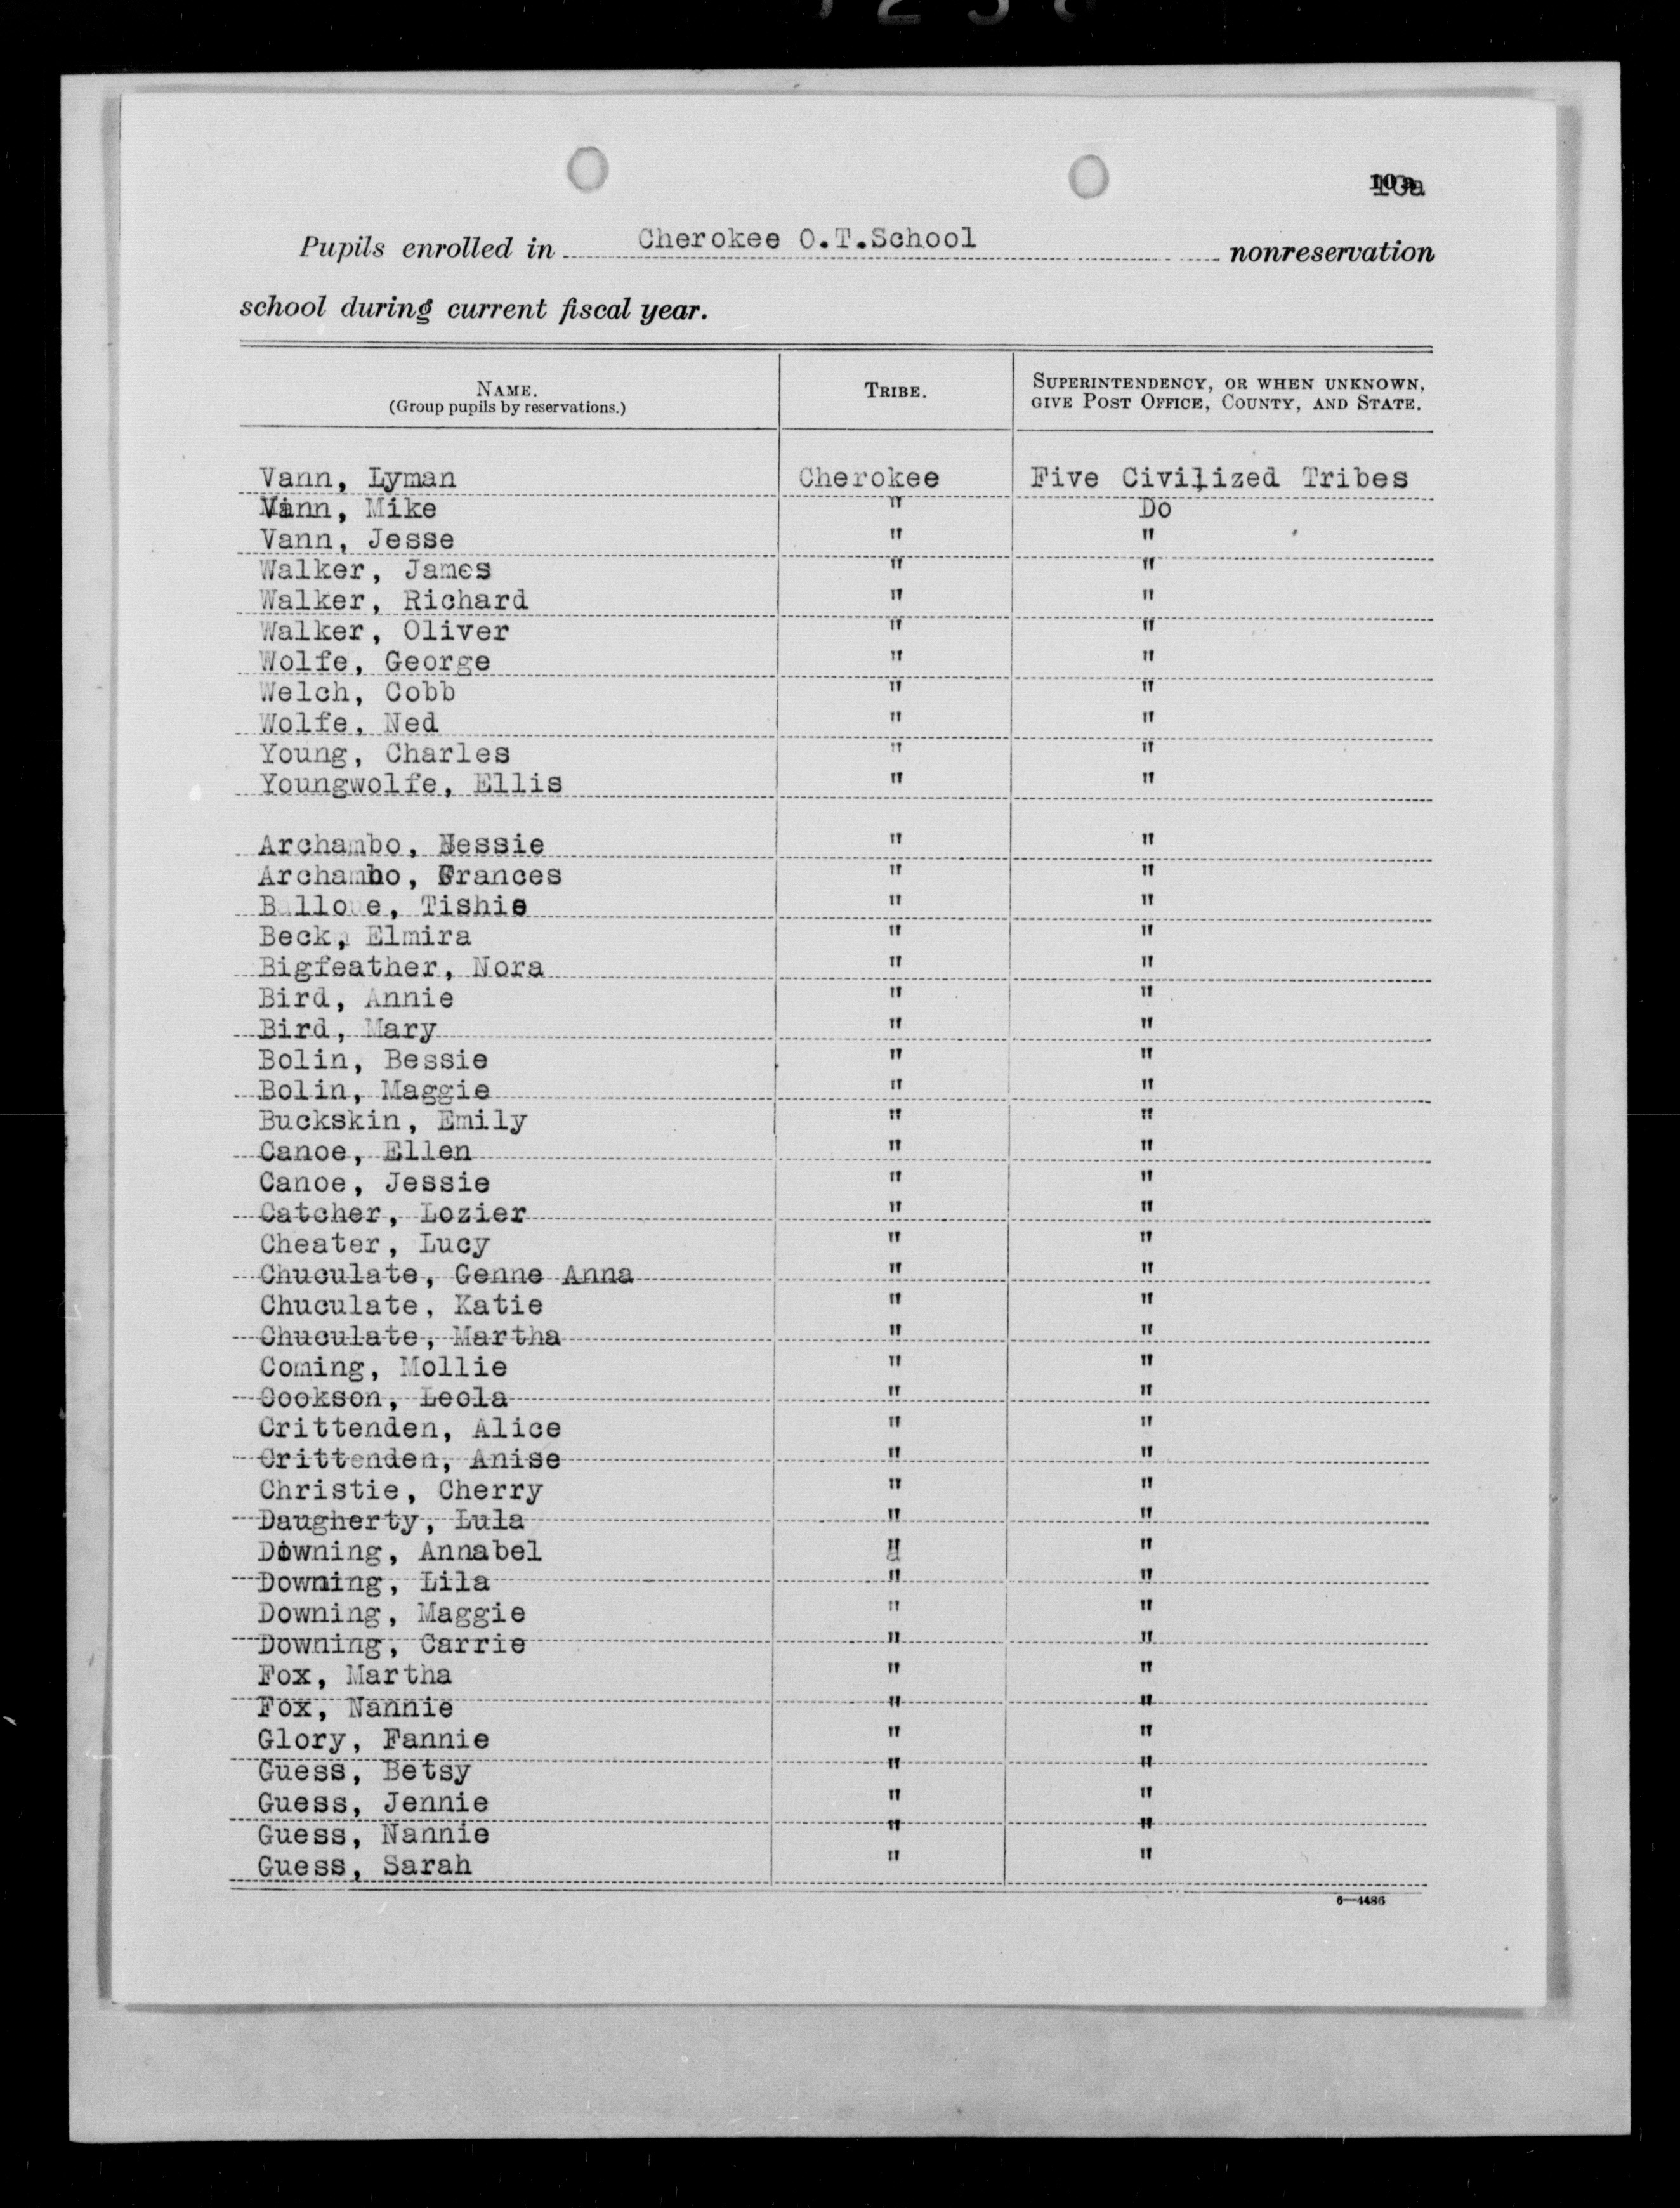 10a
Pupils enrolled in Cherokee O.T.School nonreservation
school during current fiscal year.
NAME. TRIBE. SUPERINTENDENCY, OR WHEN UNKNOWN,
(Group pupils by reservations.) GIVE POST OFFICE, COUNTY, AND STATE.
Vann, Lyman Cherokee Five Civilized Tribes
Vann, Mike " Do
Vann, Jesse " "
Walker, James " "
Walker, Richard " "
Walker, Oliver " "
Wolfe, George " "
Welch, Cobb " "
Wolfe, Ned " "
Young, Charles " "
Youngwolfe, Ellis " "
Archambo, Nessie " "
Archambo, Frances " "
Balloue, Tishie " "
Beck, Elmira " "
Bigfeather, Nora " "
Bird, Annie " "
Bird, Mary " "
Bolin, Bessie " "
Bolin, Maggie " "
Buckskin, Emily " "
Canoe, Ellen " "
Canoe, Jessie " "
Catcher, Lozier " "
Cheater, Lucy " "
Chuculate, Genne Anna " "
Chuculate, Katie " "
Chuculate, Martha " "
Coming, Mollie " "
Cookson, Leola " "
Crittenden, Alice " "
Crittenden, Anise " "
Christie, Cherry " "
Daugherty, Lula " "
Downing, Annabel " "
Downing, Lila " "
Downing, Maggie " "
Downing, Carrie " "
Fox, Martha " "
Fox, Nannie " "
Glory, Fannie " "
Guess, Betsy " "
Guess, Jennie " "
Guess, Nannie " "
Guess, Sarah " "
6—4486